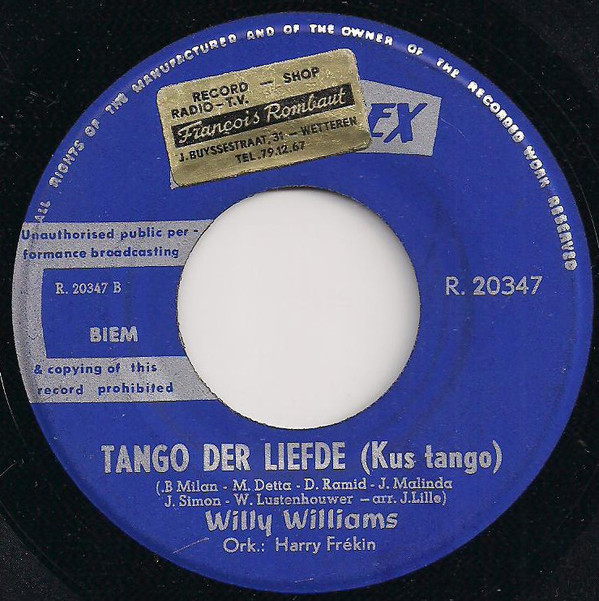 ALL RIGHTS OF THE MANUFACTURED AND OF THE OWNER OF THE RECORDED WORK RESERVED
RECORD - SHOP
RADIO-T.V.
François Rombaut
J. BUYSSESTRAAT, 31 - WETTEREN
TEL. 79.12.67
Unauthorised public per-
formance broadcasting
R. 20347 B
BIEM
& copying of this
record prohibited
R. 20347
TANGO DER LIEFDE (Kus tango)
(.B Milan - M. Detta - D. Ramid - J. Malinda
J. Simon - W. Lustenhouwer - arr. J. Lille)
Willy Williams
Ork.: Harry Frékin